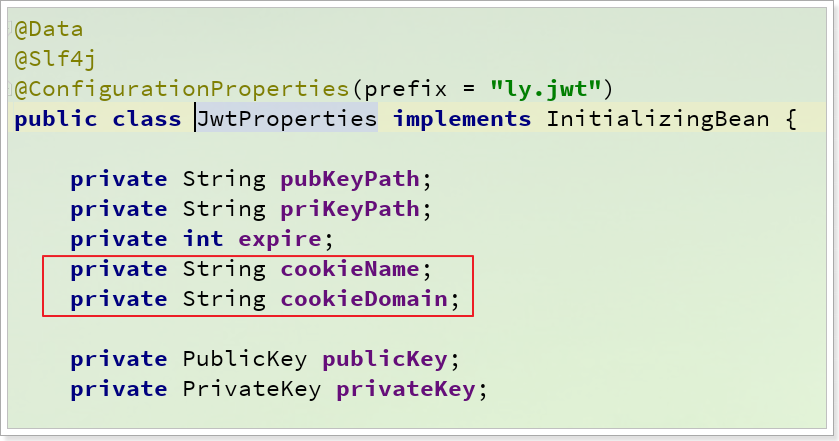 @Data
@Slf4j
@ConfigurationProperties(prefix = "ly.jwt")
public class JwtProperties implements InitializingBean {
private String pubKeyPath;
private String priKeyPath;
private int expire;
private String cookieName;
private String cookieDomain;
private PublicKey publicKey;
private PrivateKey privateKey;